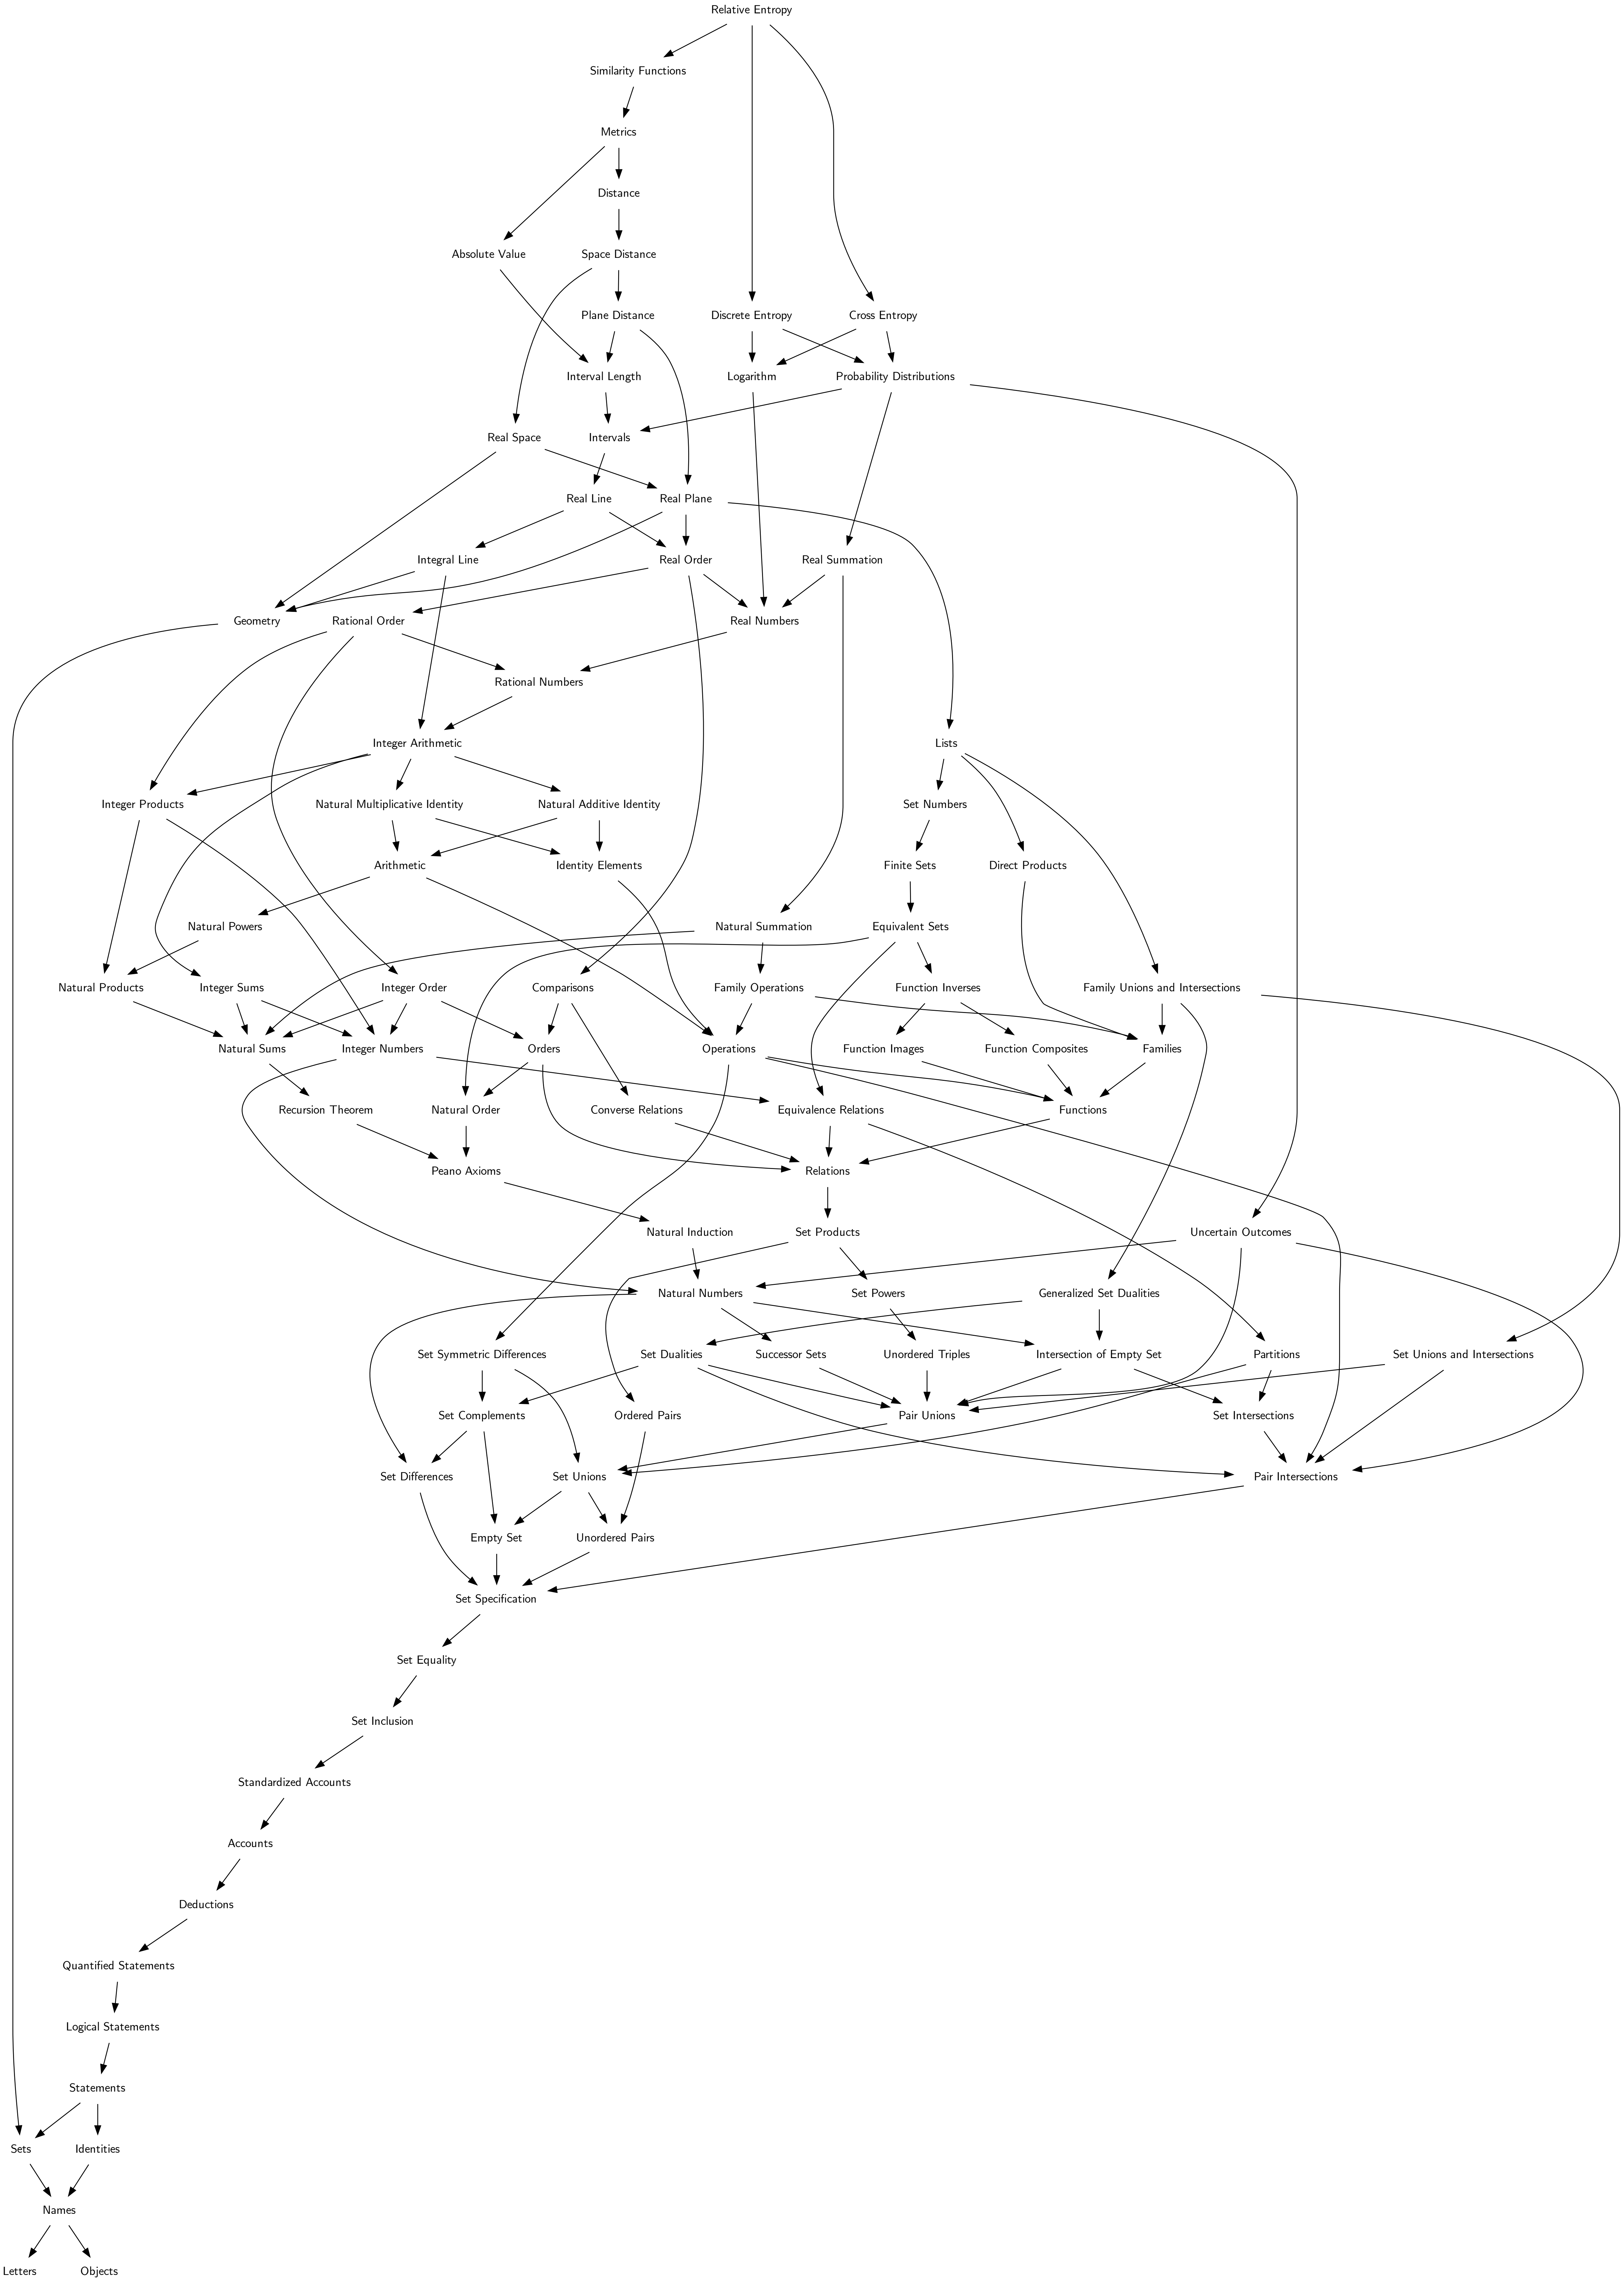 Relative Entropy
Similarity Functions
Metrics
Distance
Absolute Value
Space Distance
Plane Distance
Discrete Entropy
Cross Entropy
Interval Length
Logarithm
Probability Distributions
Real Space
Intervals
Real Line
Real Plane
Integral Line
Real Order
Real Summation
Geometry
Rational Order
Real Numbers
Rational Numbers
Integer Arithmetic
Lists
Integer Products
Natural Multiplicative Identity
Natural Additive Identity
Set Numbers
Arithmetic
Identity Elements
Finite Sets
Direct Products
Natural Powers
Natural Summation
Equivalent Sets
Natural Products
Integer Sums
Integer Order
Comparisons
Family Operations
Function Inverses
Family Unions and Intersections
Natural Sums
Integer Numbers
Orders
Operations
Function Images
Function Composites
Families
Recursion Theorem
Natural Order
Converse Relations
Equivalence Relations
Functions
Peano Axioms
Relations
Natural Induction
Set Products
Uncertain Outcomes
Natural Numbers
Set Powers
Generalized Set Dualities
Set Symmetric Differences
Set Dualities
Successor Sets
Unordered Triples
Intersection of Empty Set
Partitions
Set Unions and Intersections
Set Complements
Ordered Pairs
Pair Unions
Set Intersections
Set Differences
Set Unions
Pair Intersections
Empty Set
Unordered Pairs
Set Specification
Set Equality
Set Inclusion
Standardized Accounts
Accounts
Deductions
Quantified Statements
Logical Statements
Statements
Sets
Identities
Names
Letters
Objects